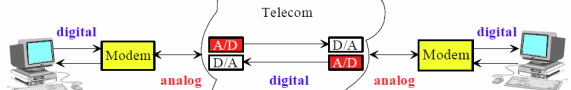 Telecom
digital
digital
A/D
D/A
Modem
Modem
D/A
A/D
analog
digital
analog